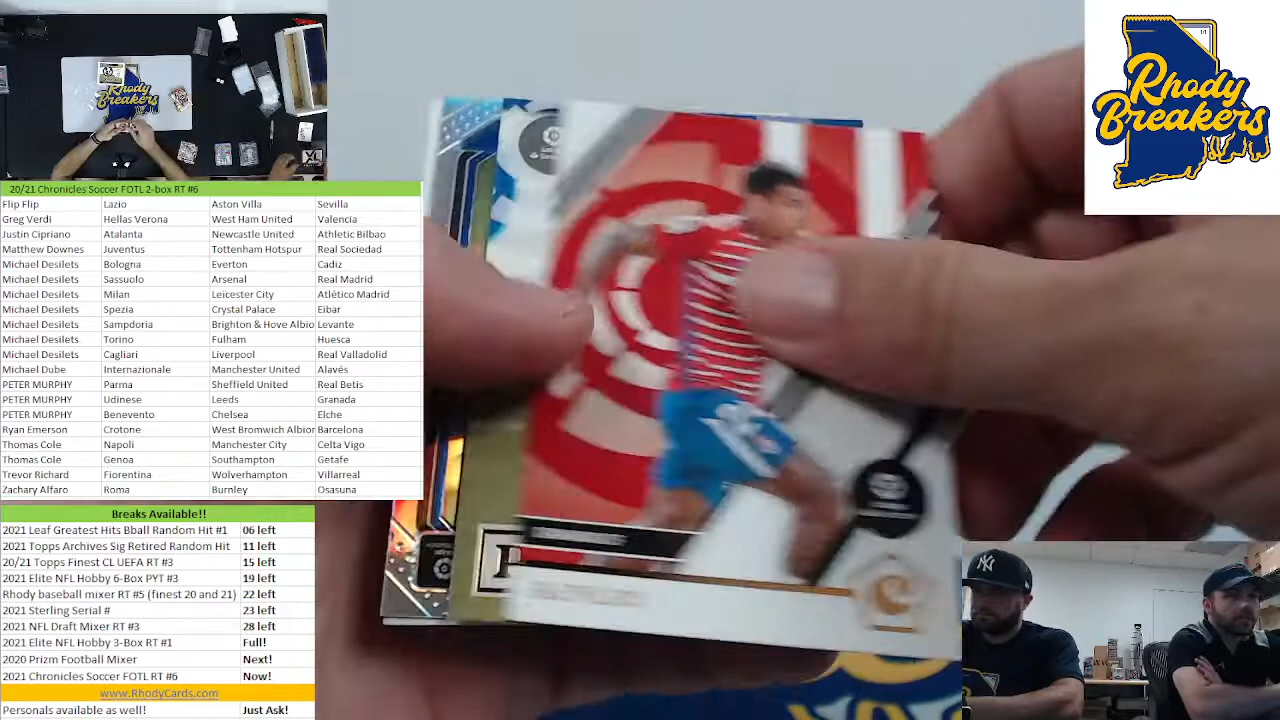 Rhody
Breakers
Rhody
Breakers
XL
20/21 Chronicles Soccer FOTL 2-box RT #6
Flip Flip Lazio Aston Villa Sevilla
Greg Verdi Hellas Verona West Ham United Valencia
Justin Cipriano Atalanta Newcastle United Athletic Bilbao
Matthew Downes Juventus Tottenham Hotspur Real Sociedad
Michael Desilets Bologna Everton Cadiz
Michael Desilets Sassuolo Arsenal Real Madrid
Michael Desilets Milan Leicester City Atlético Madrid
Michael Desilets Spezia Crystal Palace Eibar
Michael Desilets Sampdoria Brighton & Hove Albio Levante
Michael Desilets Torino Fulham Huesca
Michael Desilets Cagliari Liverpool Real Valladolid
Michael Dube Internazionale Manchester United Alavés
PETER MURPHY Parma Sheffield United Real Betis
PETER MURPHY Udinese Leeds Granada
PETER MURPHY Benevento Chelsea Elche
Ryan Emerson Crotone West Bromwich Albior Barcelona
Thomas Cole Napoli Manchester City Celta Vigo
Thomas Cole Genoa Southampton Getafe
Trevor Richard Fiorentina Wolverhampton Villarreal
Zachary Alfaro Roma Burnley Osasuna
Breaks Available!!
2021 Leaf Greatest Hits Bball Random Hit #1 06 left
2021 Topps Archives Sig Retired Random Hit 11 left
20/21 Topps Finest CL UEFA RT #3 15 left
2021 Elite NFL Hobby 6-Box PYT #3 19 left
Rhody baseball mixer RT #5 (finest 20 and 21) 22 left
2021 Sterling Serial # 23 left
2021 NFL Draft Mixer RT #3 28 left
2021 Elite NFL Hobby 3-Box RT #1 Full!
2020 Prizm Football Mixer Next!
2021 Chronicles Soccer FOTL RT #6 Now!
www.RhodyCards.com
Personals available as well! Just Ask!